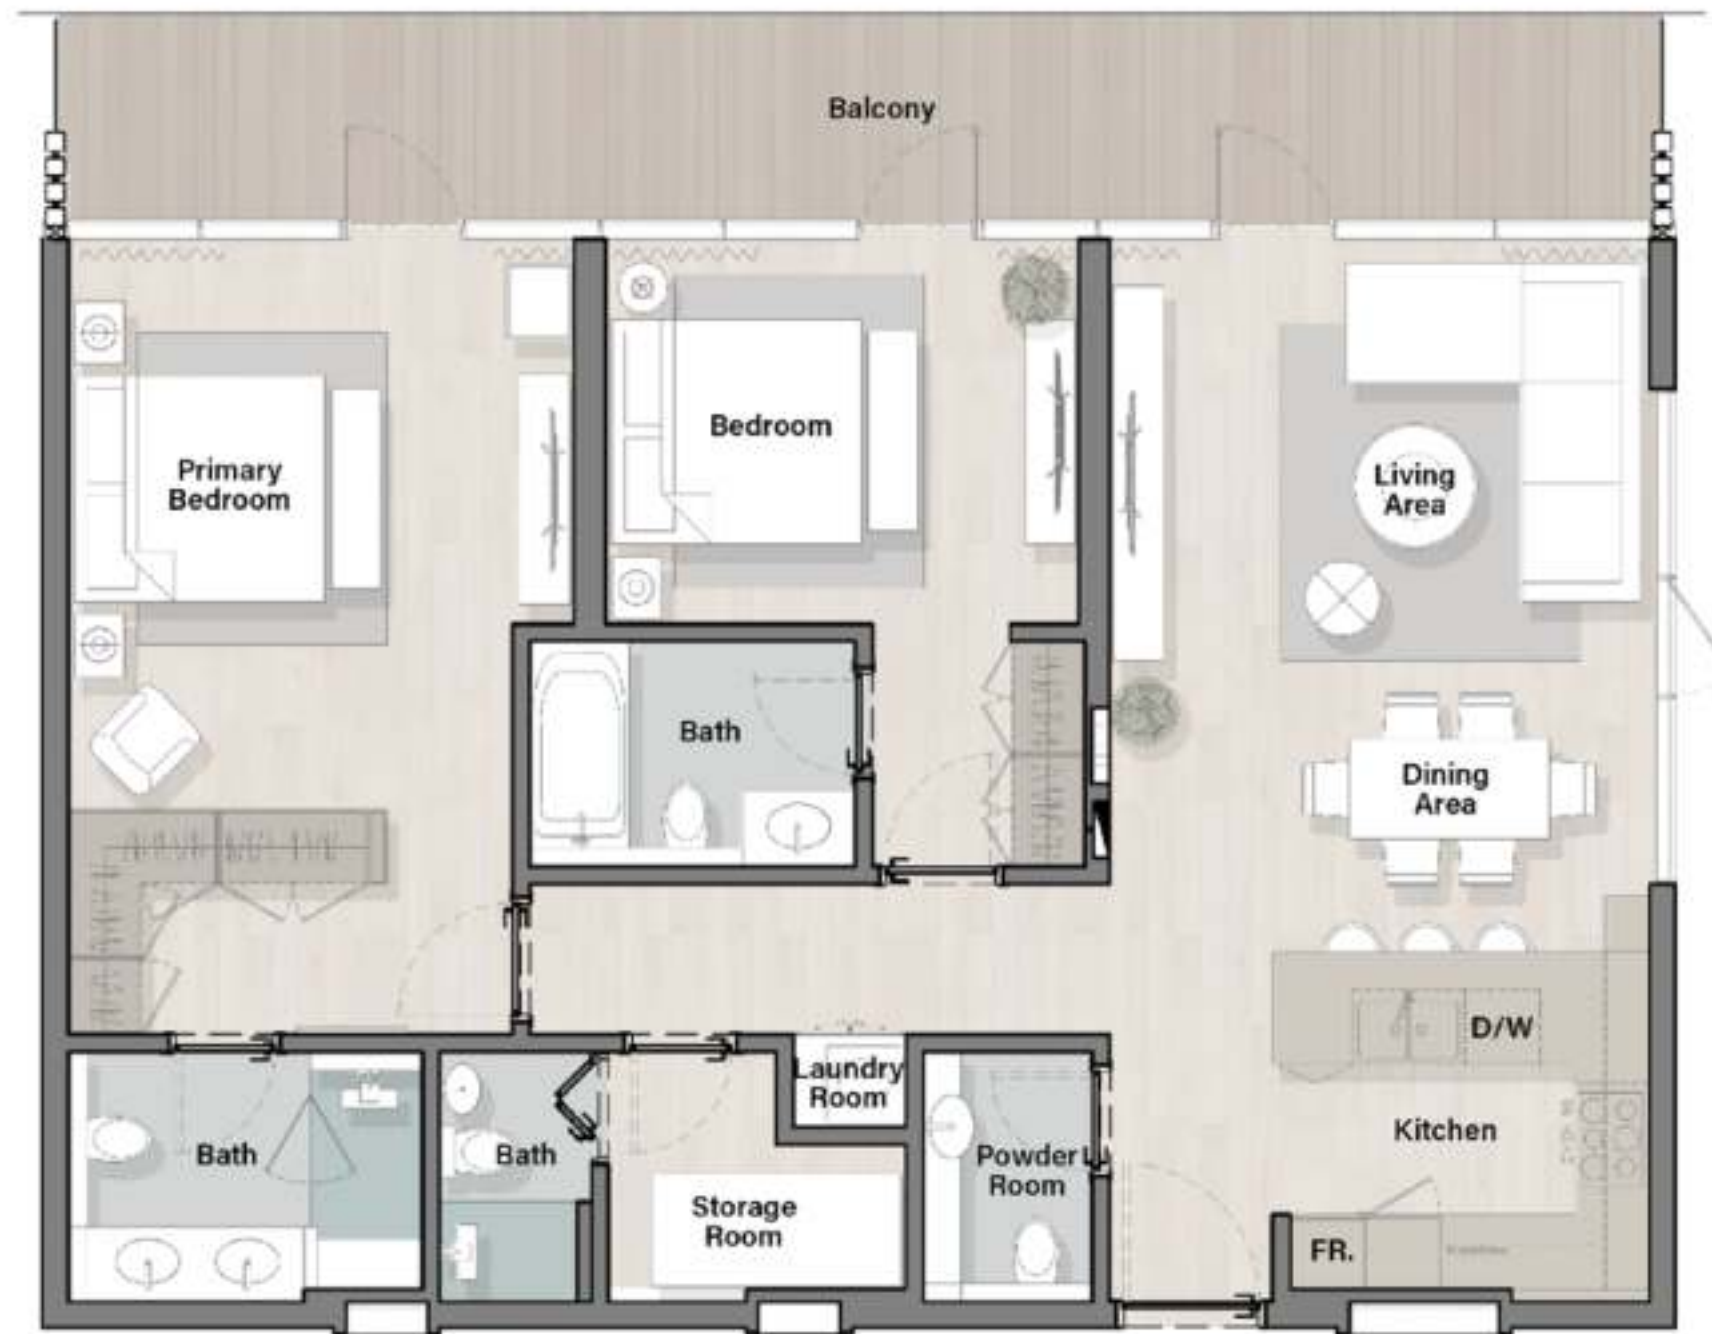 Balcony
Primary
Bedroom
Bedroom
Living
Area
Bath
Dining
Area
D/W
Laundry
Room
Kitchen
Bath
Bath
Powder
Room
Storage
Room
FR.